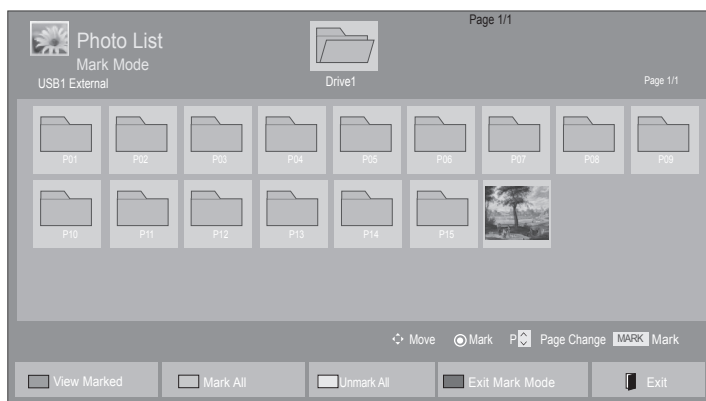 Page 1/1
Photo List
Mark Mode
USB1 External
Drive1
Page 1/1
P01 P02 P03 P04 P05 P06 P07 P08 P09
P10 P11 P12 P13 P14 P15
Move Mark P Page Change MARK Mark
View Marked Mark All Unmark All Exit Mark Mode Exit